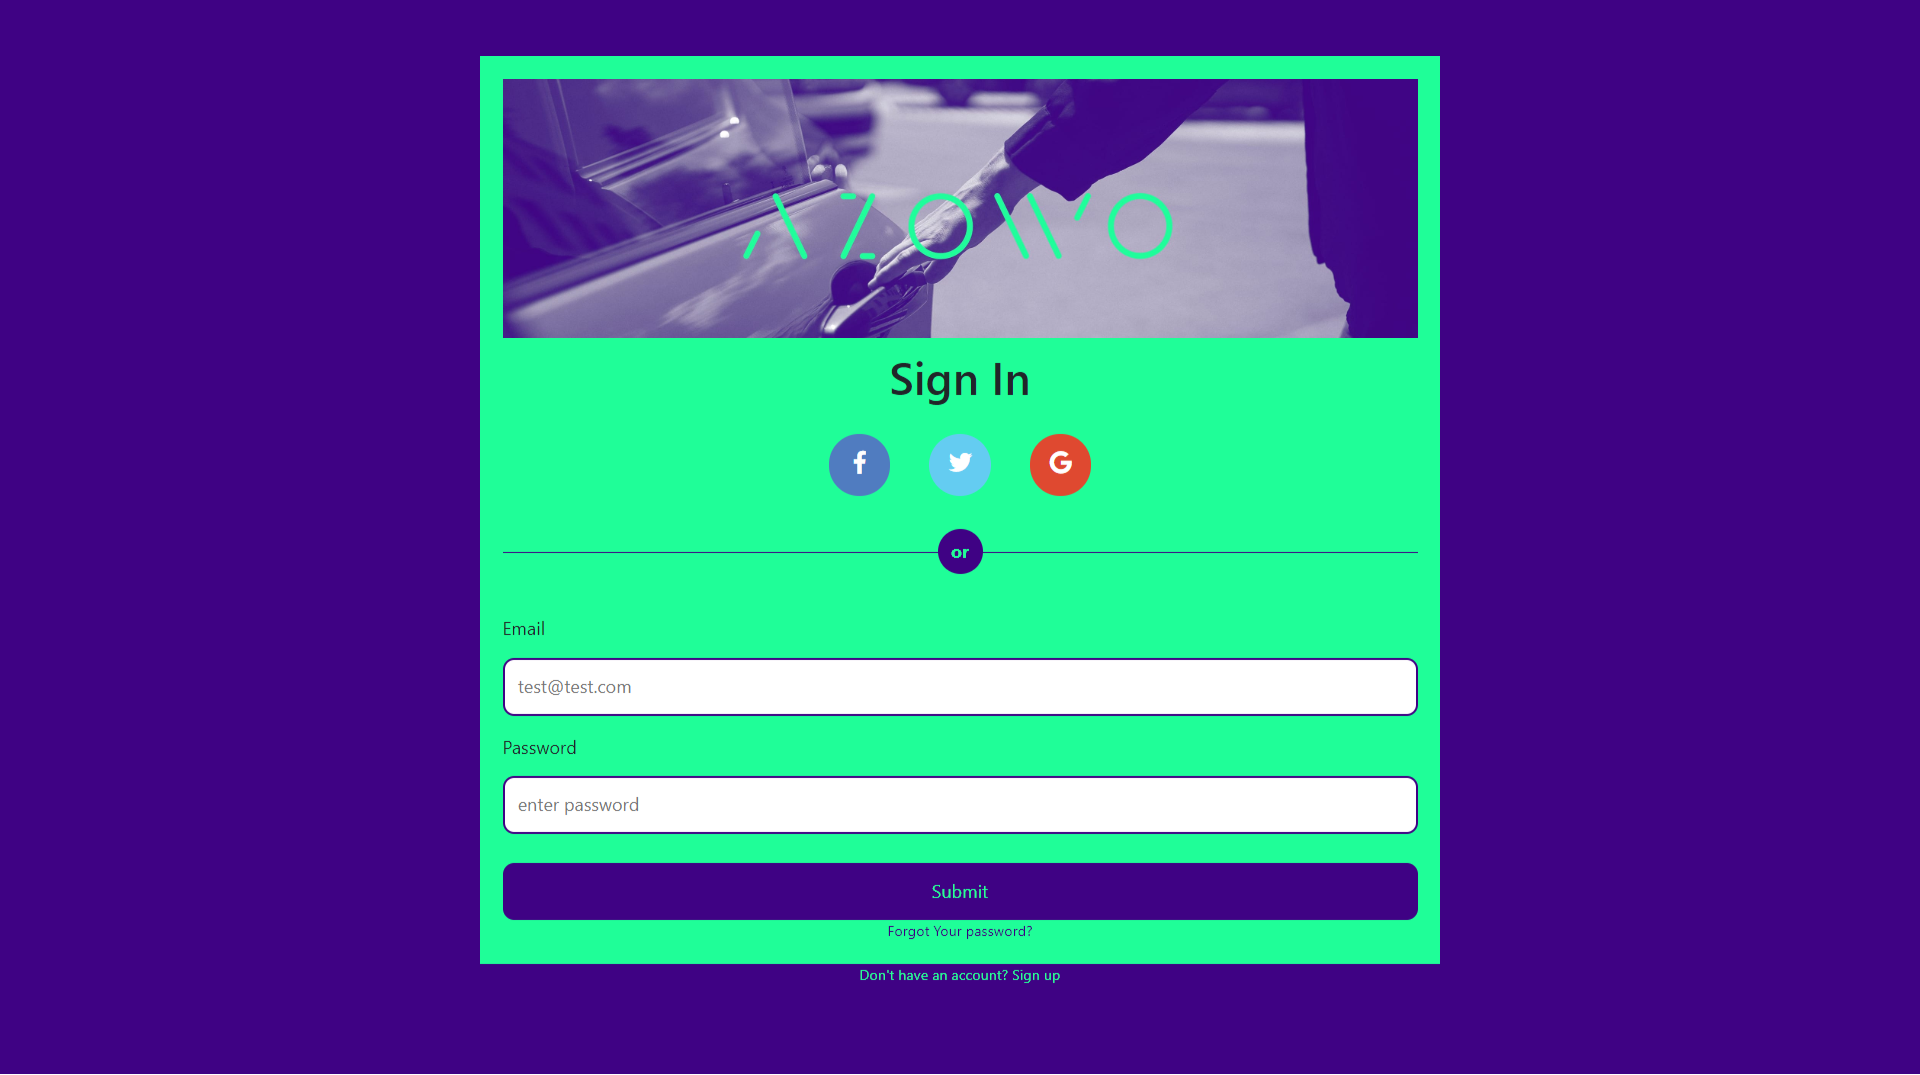 AZOWO
Sign In
or
Email
test@test.com
Password
enter password
Submit
Forgot Your password?
Don't have an account? Sign up